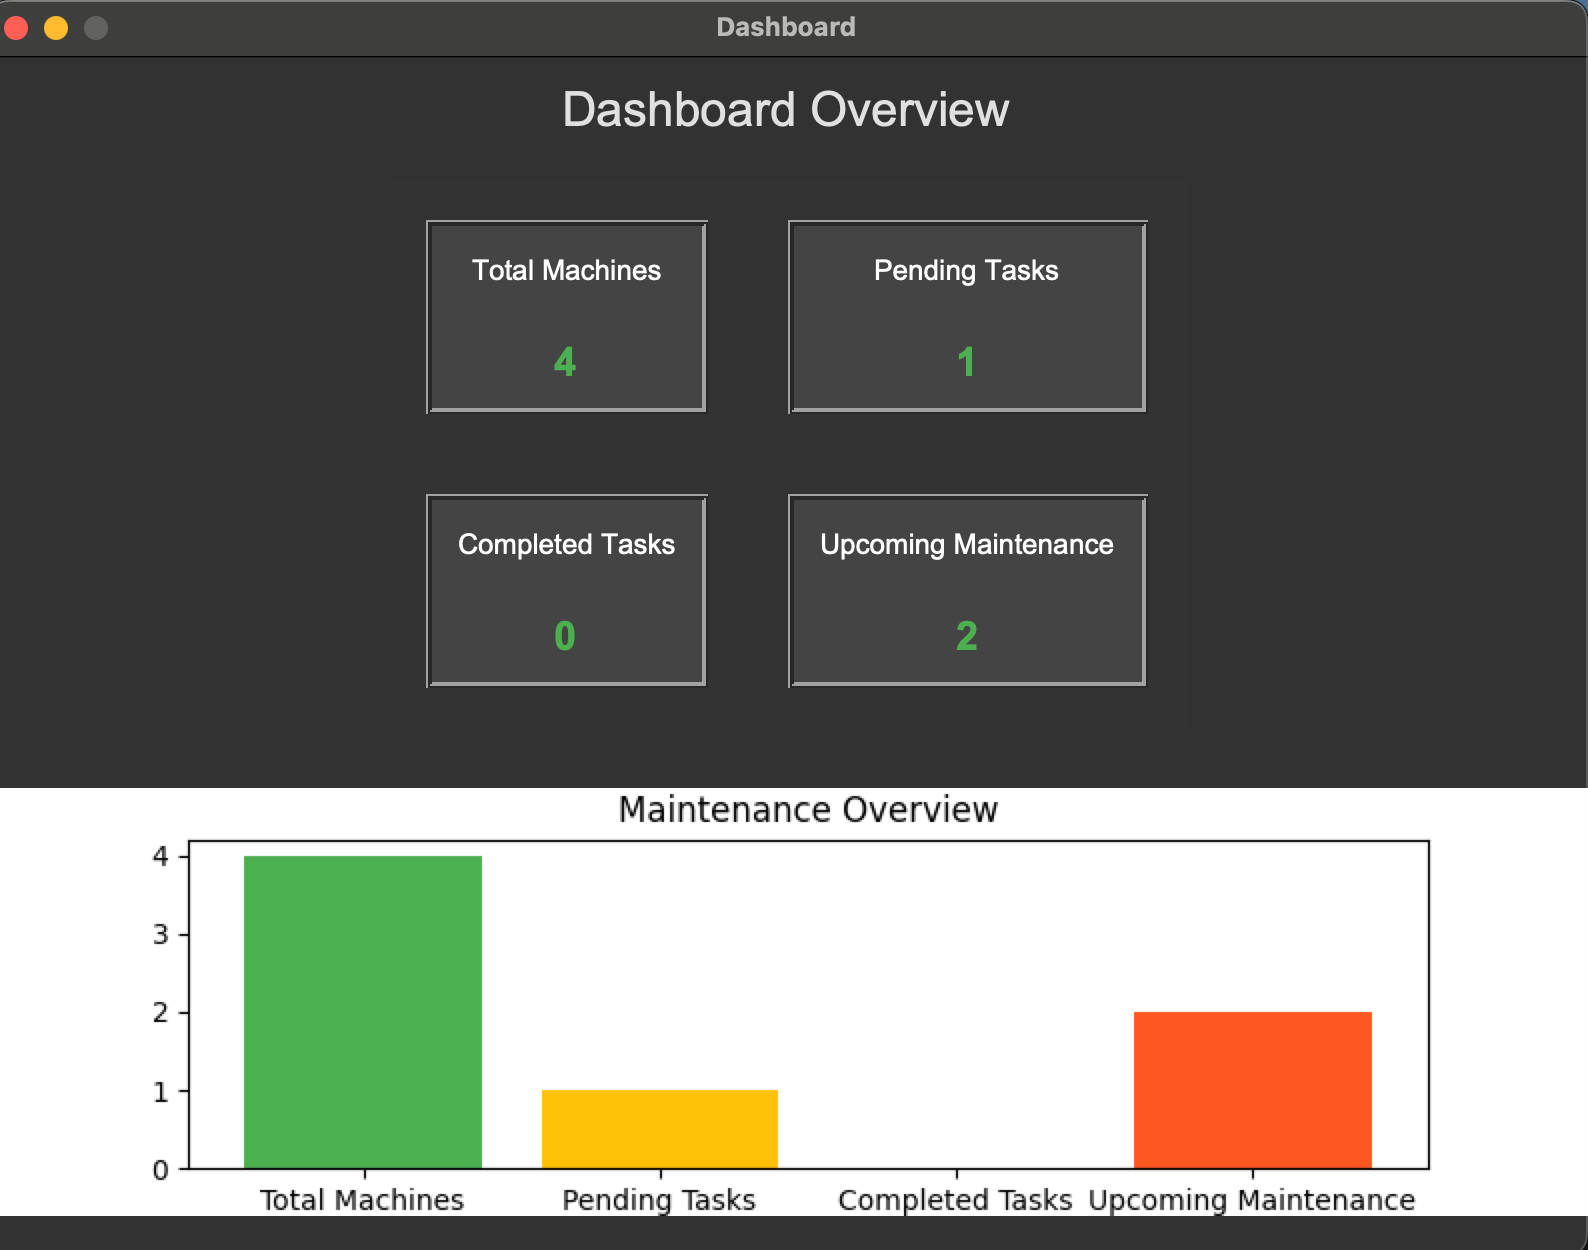 Dashboard
Dashboard Overview
Total Machines
4
Pending Tasks
1
Completed Tasks
0
Upcoming Maintenance
2
Maintenance Overview
4
3
2
1
0
Total Machines Pending Tasks Completed Tasks Upcoming Maintenance